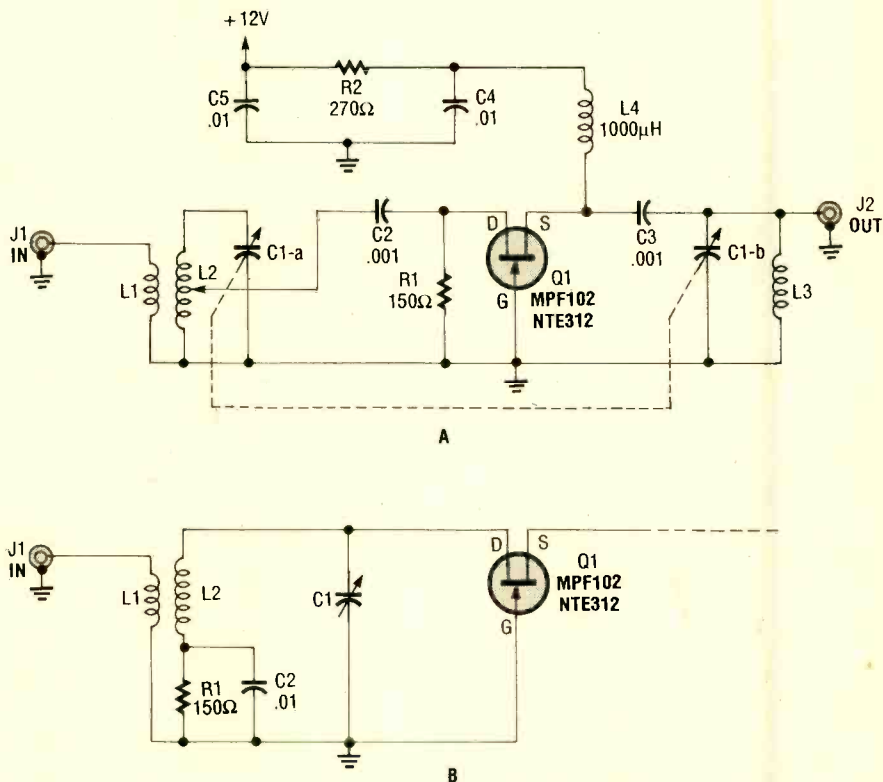 +12V
C5
.01
R2
270Ω
C4
.01
L4
1000μH
J1
IN
L1
L2
C1-a
C2
.001
R1
150Ω
D
S
G
Q1
MPF102
NTE312
C3
.001
C1-b
L3
J2
OUT
A
J1
IN
L1
L2
R1
150Ω
C2
.01
C1
D
S
G
Q1
MPF102
NTE312
B